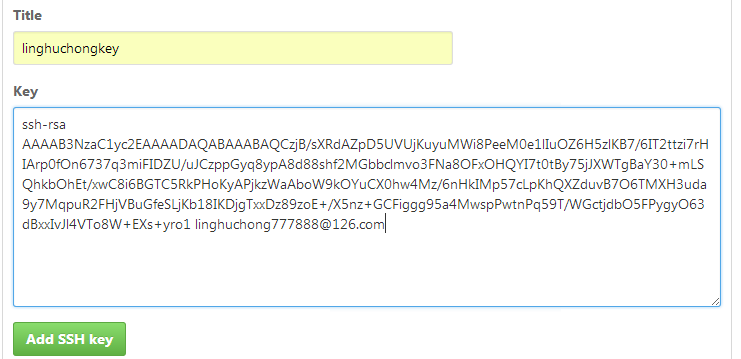 Title
linghuchongkey
Key
ssh-rsa
AAAAB3NzaC1yc2EAAAADAQABAAABAQCzjB/sXRdAZpD5UVUjKuyuMWi8PeeM0e1lIuOZ6H5zlKB7/6IT2ttzi7rH
IArp0fOn6737q3miFIDZU/uJCzppGyq8ypA8d88shf2MGbbclmvo3FNa8OFxOHQYI7t0tBy75jJXWTgBaY30+mLS
QhkbOhEt/xwC8i6BGTC5RkPHoKyAPjkzWaAboW9kOYuCX0hw4Mz/6nHkIMp57cLpKhQXZduvB7O6TMXH3uda
9y7MqpuR2FHjVBuGfeSLjKb18IKDjgTxxDz89zoE+/X5nz+GCFiggg95a4MwspPwtnPq59T/WGctjdbO5FPygyO63
dBxxIvJl4VTo8W+EXs+yro1 linghuchong777888@126.com
Add SSH key